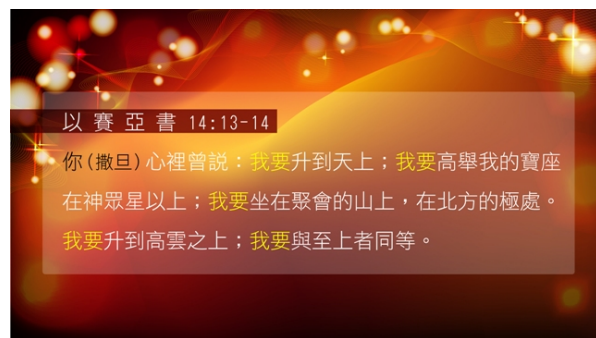 以賽亞書 14:13-14
你(撒旦)心裡曾説：我要升到天上；我要高舉我的寶座
在神眾星以上；我要坐在聚會的山上，在北方的極處。
我要升到高雲之上；我要與至上者同等。